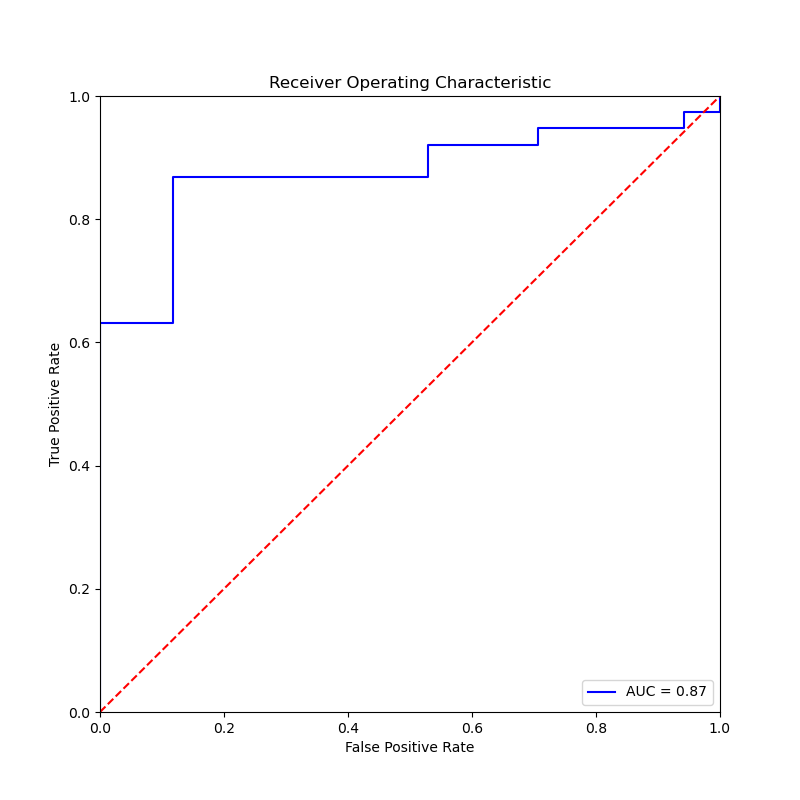 Receiver Operating Characteristic
True Positive Rate
1.0
0.8
0.6
0.4
0.2
0.0
AUC = 0.87
0.0 0.2 0.4 0.6 0.8 1.0
False Positive Rate